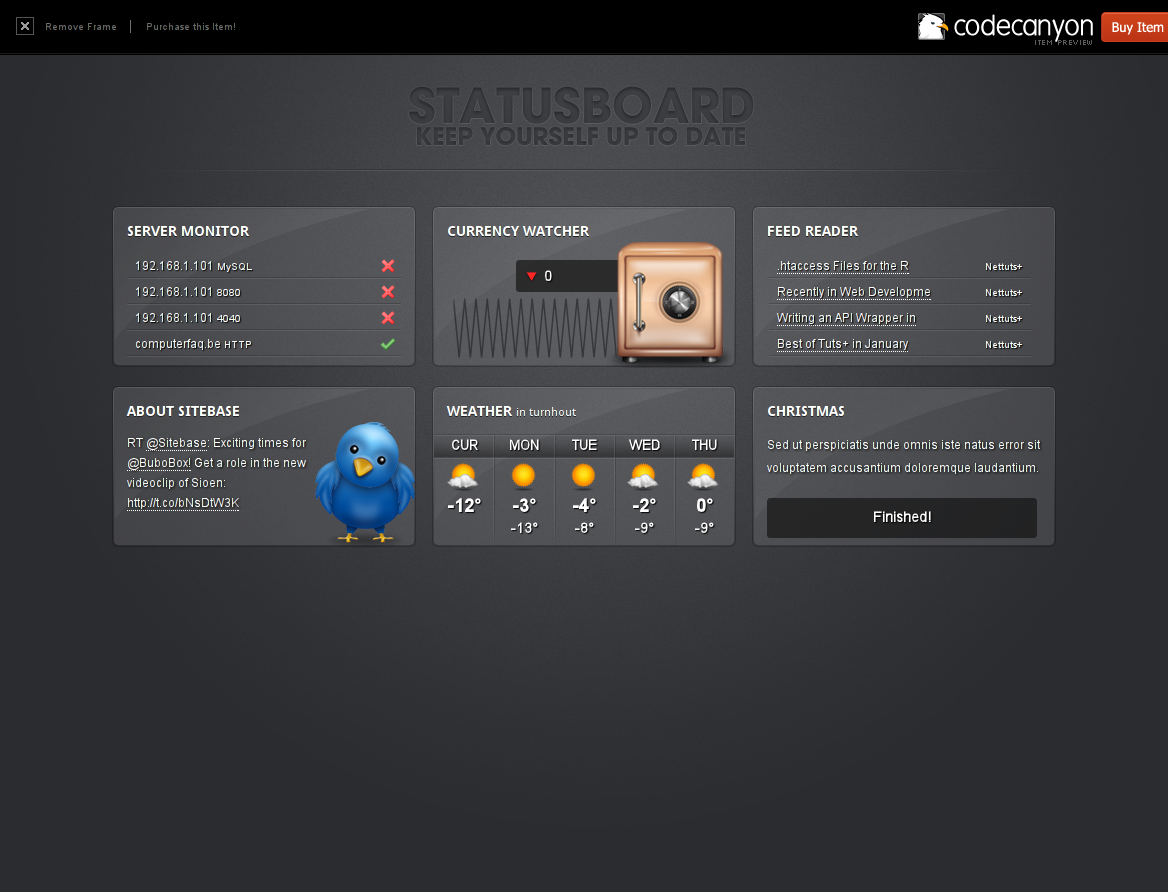 Remove Frame
Purchase this Item!
codecanyon
ITEM PREVIEW
Buy Item
STATUSBOARD
KEEP YOURSELF UP TO DATE
SERVER MONITOR
192.168.1.101 MySQL
192.168.1.101 8080
192.168.1.101 4040
computerfaq.be HTTP
CURRENCY WATCHER
0
FEED READER
.htaccess Files for the R Nettuts+
Recently in Web Developme Nettuts+
Writing an API Wrapper in Nettuts+
Best of Tuts+ in January Nettuts+
ABOUT SITEBASE
RT @Sitebase: Exciting times for
@BuboBox! Get a role in the new
videoclip of Sioen:
http://t.co/bNsDtW3K
WEATHER in turnhout
CUR MON TUE WED THU
-12° -3° -4° -2° 0°
-13° -8° -9° -9°
CHRISTMAS
Sed ut perspiciatis unde omnis iste natus error sit
voluptatem accusantium doloremque laudantium.
Finished!